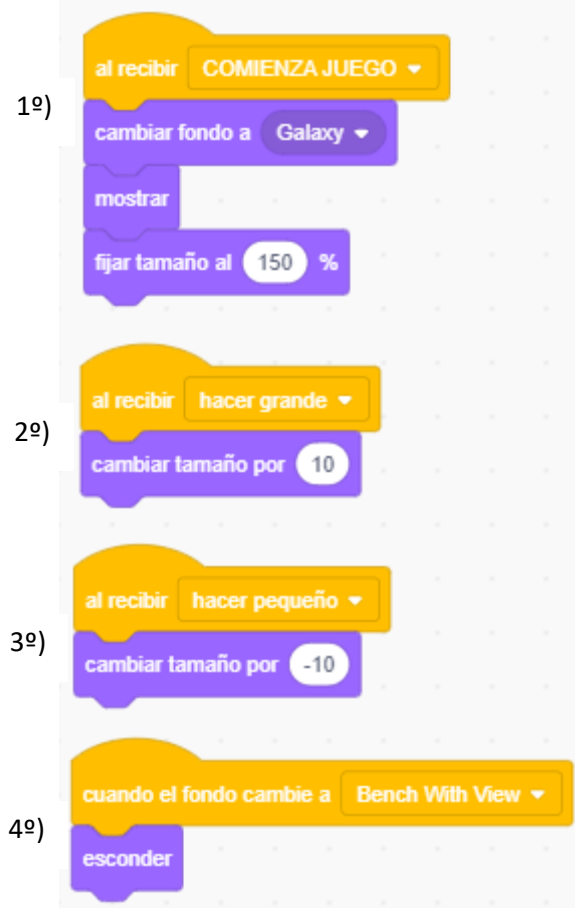 al recibir COMIENZA JUEGO
1º)
cambiar fondo a Galaxy
mostrar
fijar tamaño al 150 %
al recibir hacer grande
2º)
cambiar tamaño por 10
al recibir hacer pequeño
3º)
cambiar tamaño por -10
cuando el fondo cambie a Bench With View
4º)
esconder